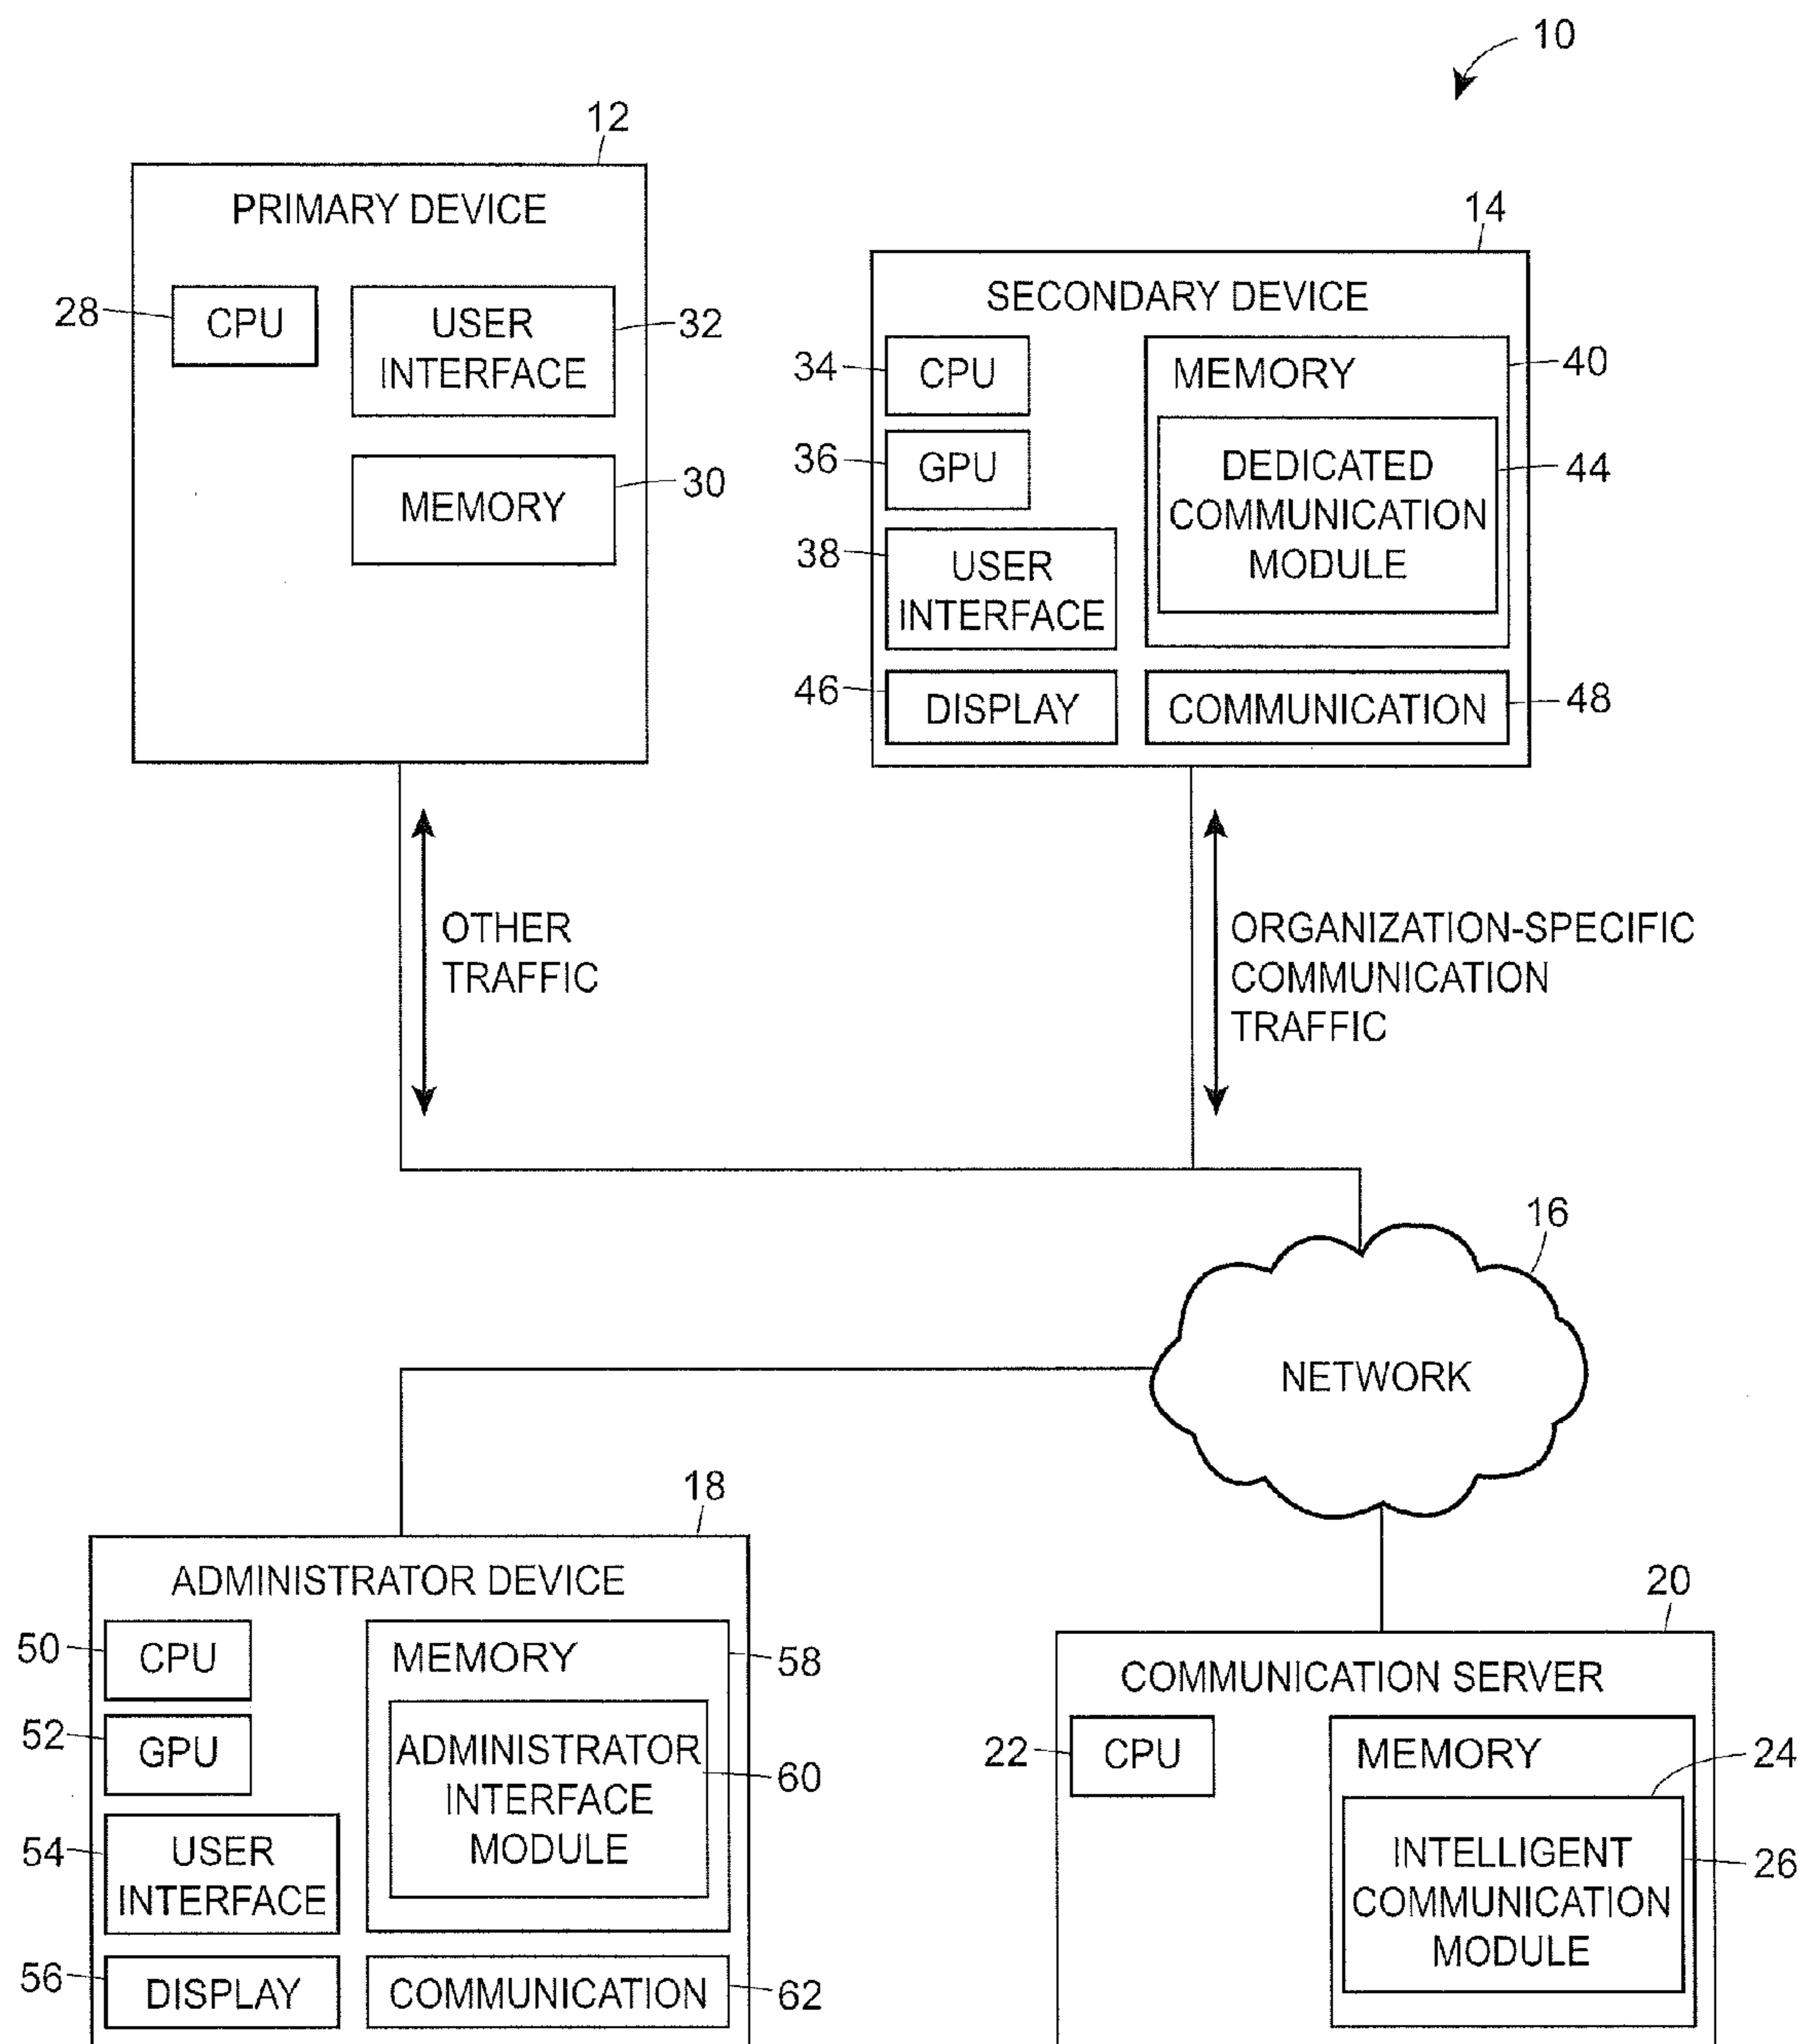 10
12
PRIMARY DEVICE
28
CPU
USER
INTERFACE
32
MEMORY
30
14
SECONDARY DEVICE
34
CPU
36
GPU
38
USER
INTERFACE
46
DISPLAY
MEMORY
40
DEDICATED
COMMUNICATION
MODULE
44
COMMUNICATION
48
OTHER
TRAFFIC
ORGANIZATION-SPECIFIC
COMMUNICATION
TRAFFIC
16
NETWORK
18
ADMINISTRATOR DEVICE
50
CPU
52
GPU
54
USER
INTERFACE
56
DISPLAY
MEMORY
58
ADMINISTRATOR
INTERFACE
MODULE
60
COMMUNICATION
62
20
COMMUNICATION SERVER
22
CPU
MEMORY
24
INTELLIGENT
COMMUNICATION
MODULE
26